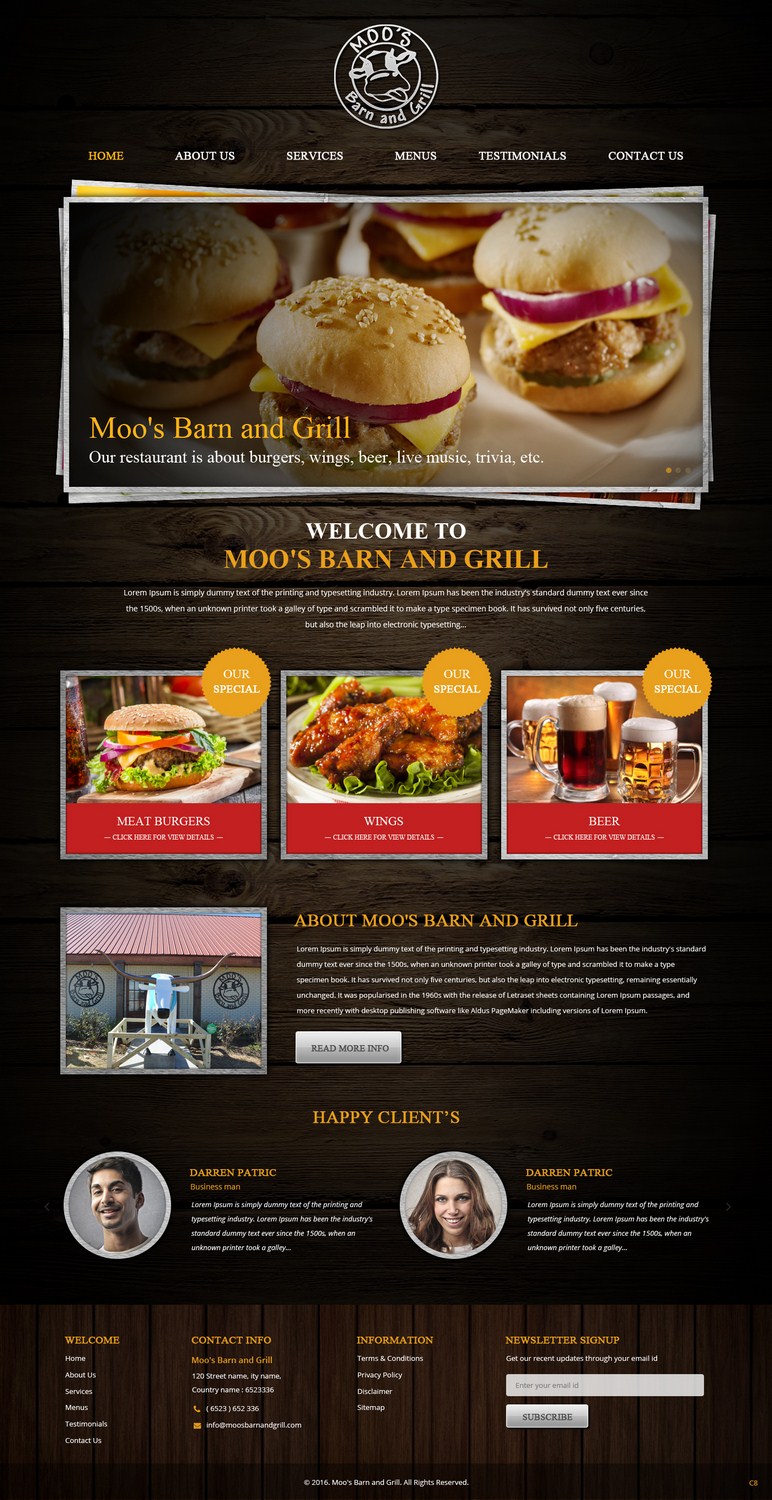 MOO'S
Barn and Grill
HOME ABOUT US SERVICES MENUS TESTIMONIALS CONTACT US
Moo's Barn and Grill
Our restaurant is about burgers, wings, beer, live music, trivia, etc.
WELCOME TO
MOO'S BARN AND GRILL
Lorem Ipsum is simply dummy text of the printing and typesetting industry. Lorem Ipsum has been the industry's standard dummy text ever since
the 1500s, when an unknown printer took a galley of type and scrambled it to make a type specimen book. It has survived not only five centuries,
but also the leap into electronic typesetting...
OUR
SPECIAL
MEAT BURGERS
— CLICK HERE FOR VIEW DETAILS —
OUR
SPECIAL
WINGS
— CLICK HERE FOR VIEW DETAILS —
OUR
SPECIAL
BEER
— CLICK HERE FOR VIEW DETAILS —
MOO'S
Barn and Grill
MOO'S
Barn and Grill
ABOUT MOO'S BARN AND GRILL
Lorem Ipsum is simply dummy text of the printing and typesetting industry. Lorem Ipsum has been the industry's standard
dummy text ever since the 1500s, when an unknown printer took a galley of type and scrambled it to make a type
specimen book. It has survived not only five centuries, but also the leap into electronic typesetting, remaining essentially
unchanged. It was popularised in the 1960s with the release of Letraset sheets containing Lorem Ipsum passages, and
more recently with desktop publishing software like Aldus PageMaker including versions of Lorem Ipsum.
READ MORE INFO
HAPPY CLIENT'S
DARREN PATRIC
Business man
Lorem Ipsum is simply dummy text of the printing and
typesetting industry. Lorem Ipsum has been the industry's
standard dummy text ever since the 1500s, when an
unknown printer took a galley...
DARREN PATRIC
Business man
Lorem Ipsum is simply dummy text of the printing and
typesetting industry. Lorem Ipsum has been the industry's
standard dummy text ever since the 1500s, when an
unknown printer took a galley...
WELCOME
Home
About Us
Services
Menus
Testimonials
Contact Us
CONTACT INFO
Moo's Barn and Grill
120 Street name, ity name,
Country name : 6523336
( 6523 ) 652 336
info@moosbarnandgrill.com
INFORMATION
Terms & Conditions
Privacy Policy
Disclaimer
Sitemap
NEWSLETTER SIGNUP
Get our recent updates through your email id
Enter your email id
SUBSCRIBE
© 2016. Moo's Barn and Grill. All Rights Reserved.
C8